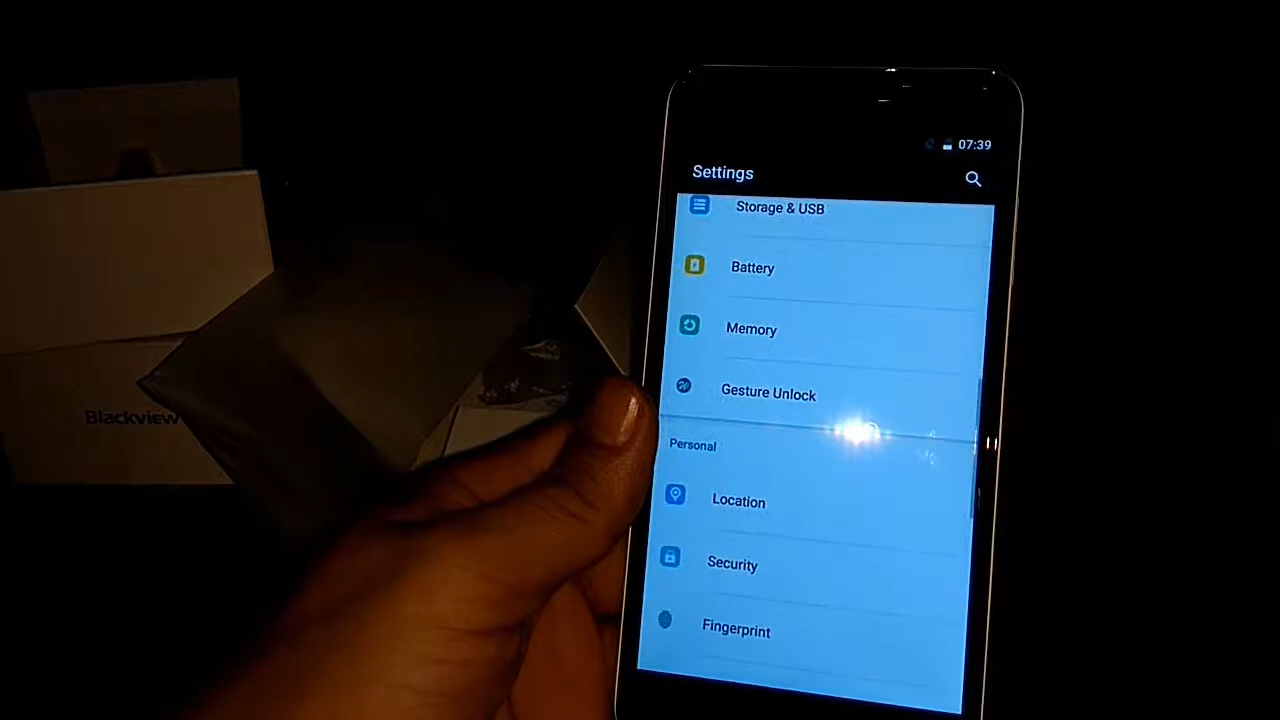 07:39
Settings
Storage & USB
Battery
Memory
Gesture Unlock
Personal
Location
Security
Fingerprint
Blackview